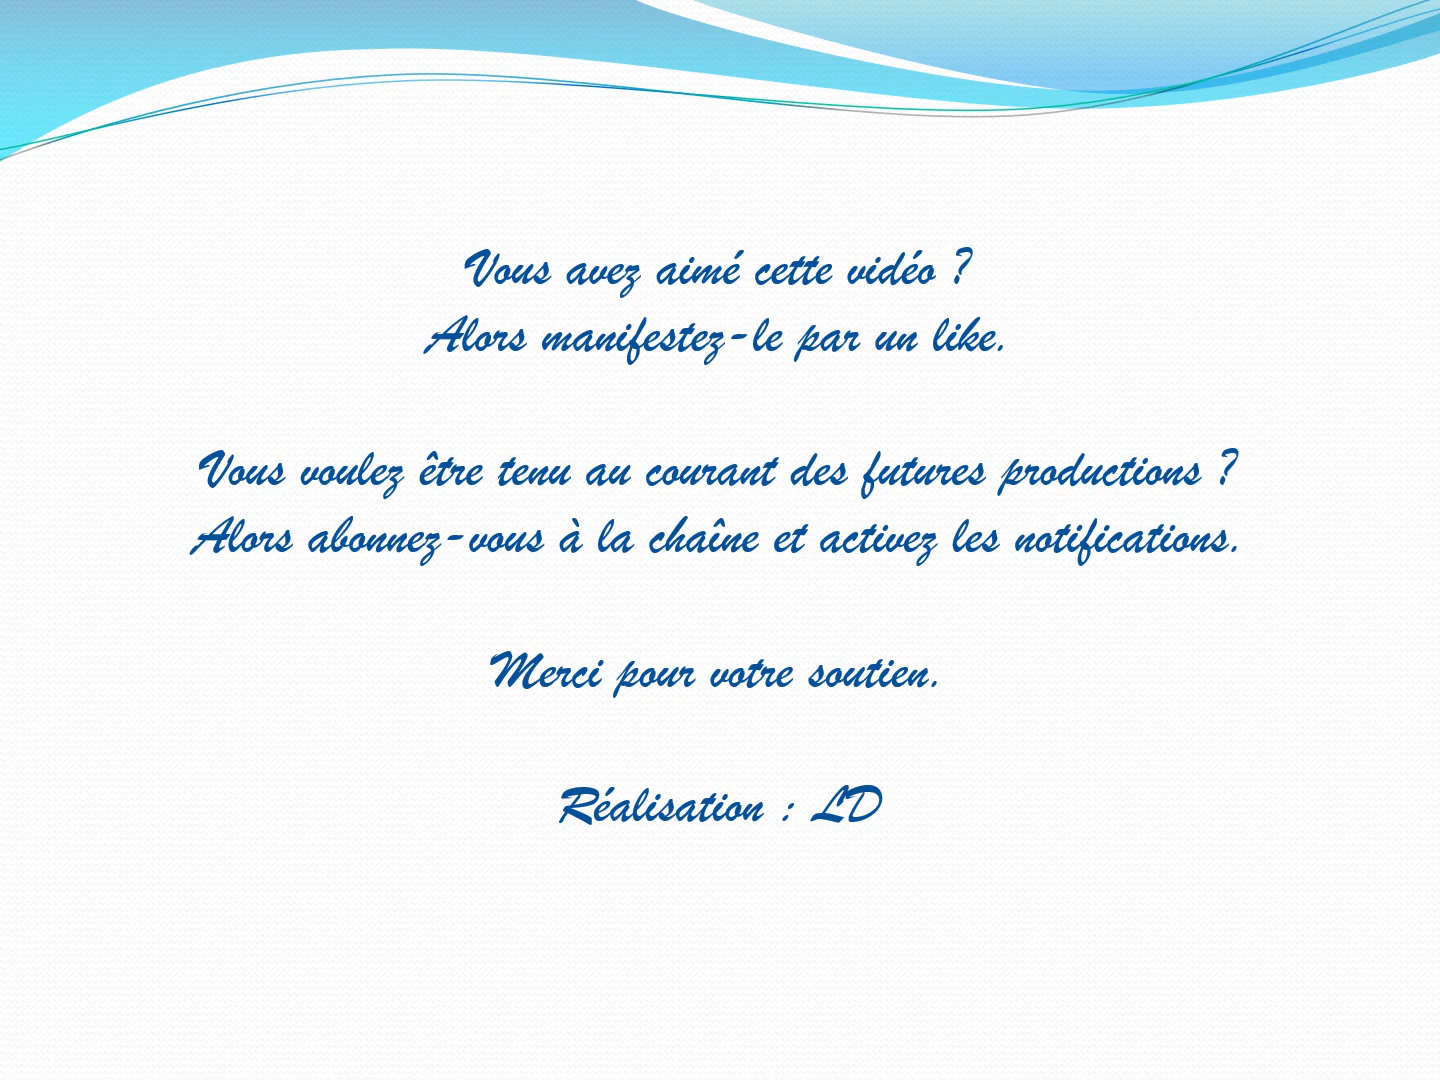 Vous avez aimé cette vidéo ?
Alors manifestez-le par un like.
Vous voulez être tenu au courant des futures productions ?
Alors abonnez-vous à la chaîne et activez les notifications.
Merci pour votre soutien.
Réalisation : LD